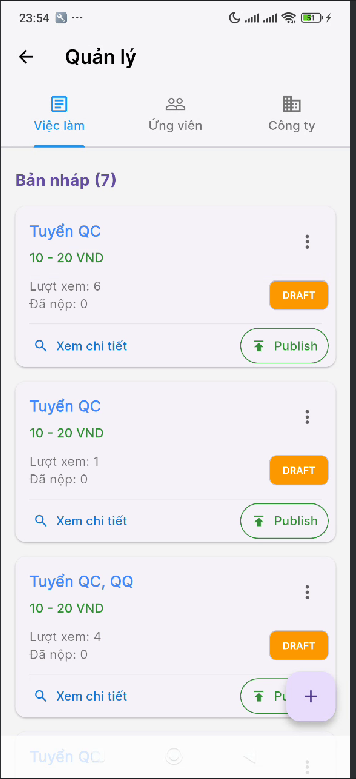 23:54
51
Quản lý
Việc làm
Ứng viên
Công ty
Bản nháp (7)
Tuyển QC
10 - 20 VND
Lượt xem: 6
Đã nộp: 0
DRAFT
Xem chi tiết
Publish
Tuyển QC
10 - 20 VND
Lượt xem: 1
Đã nộp: 0
DRAFT
Xem chi tiết
Publish
Tuyển QC, QQ
10 - 20 VND
Lượt xem: 4
Đã nộp: 0
DRAFT
Xem chi tiết
Tuyển